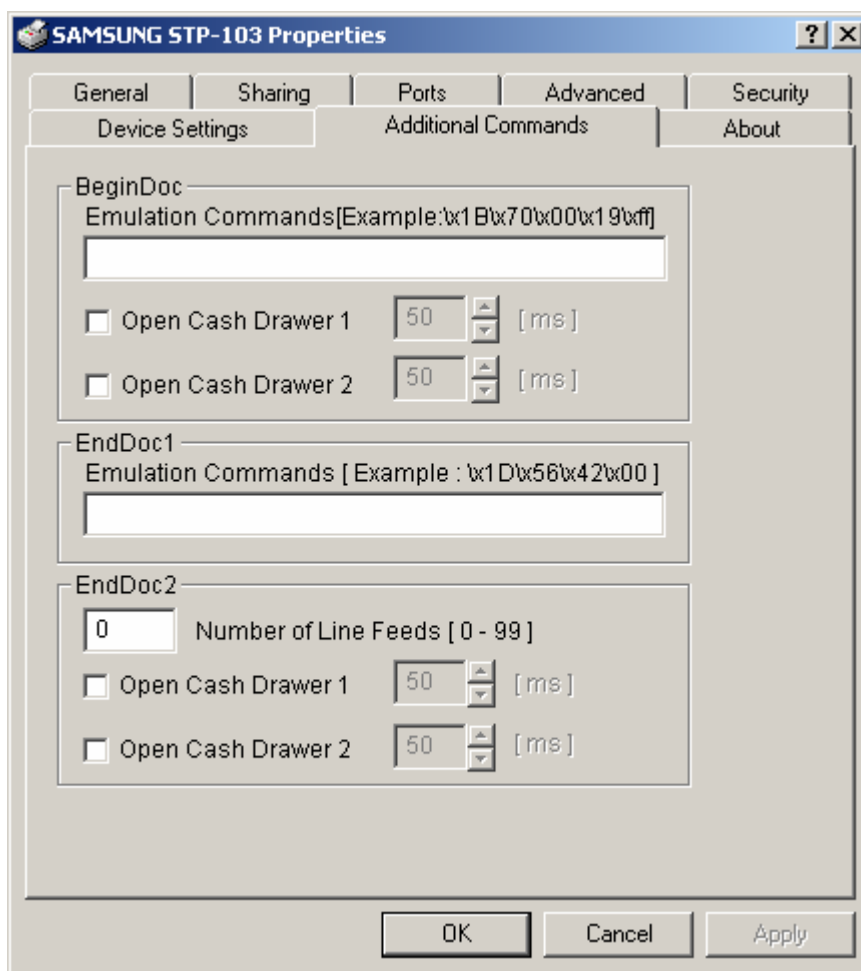 SAMSUNG STP-103 Properties
General Sharing Ports Advanced Security
Device Settings Additional Commands About
BeginDoc
Emulation Commands[Example:\x1B\x70\x00\x19\xff]
Open Cash Drawer 1 50 [ ms ]
Open Cash Drawer 2 50 [ ms ]
EndDoc1
Emulation Commands [ Example : \x1D\x56\x42\x00 ]
EndDoc2
0 Number of Line Feeds [ 0 - 99 ]
Open Cash Drawer 1 50 [ ms ]
Open Cash Drawer 2 50 [ ms ]
OK Cancel Apply